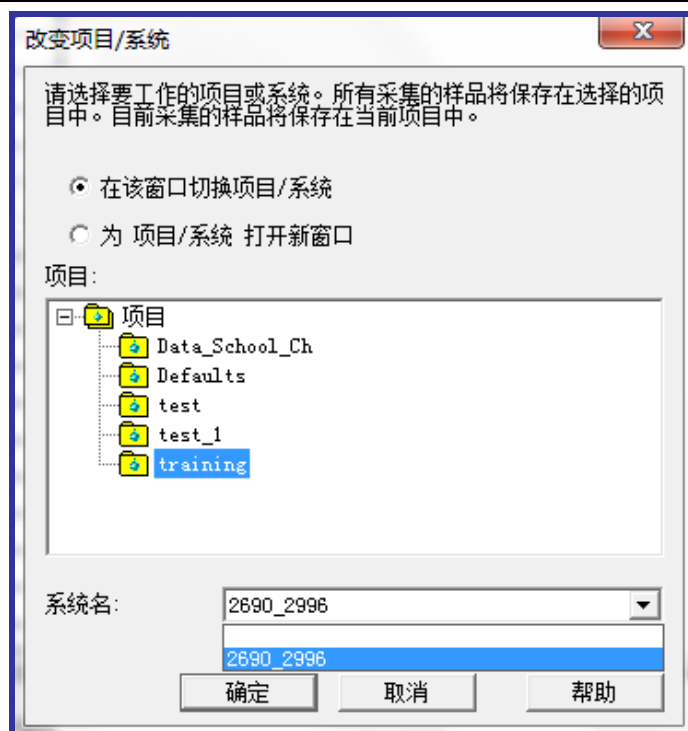 改变项目/系统
请选择要工作的项目或系统。所有采集的样品将保存在选择的项
目中。目前采集的样品将保存在当前项目中。
在该窗口切换项目/系统
为 项目/系统 打开新窗口
项目:
项目
Data_School_Ch
Defaults
test
test_1
training
系统名:
2690_2996
2690_2996
确定
取消
帮助